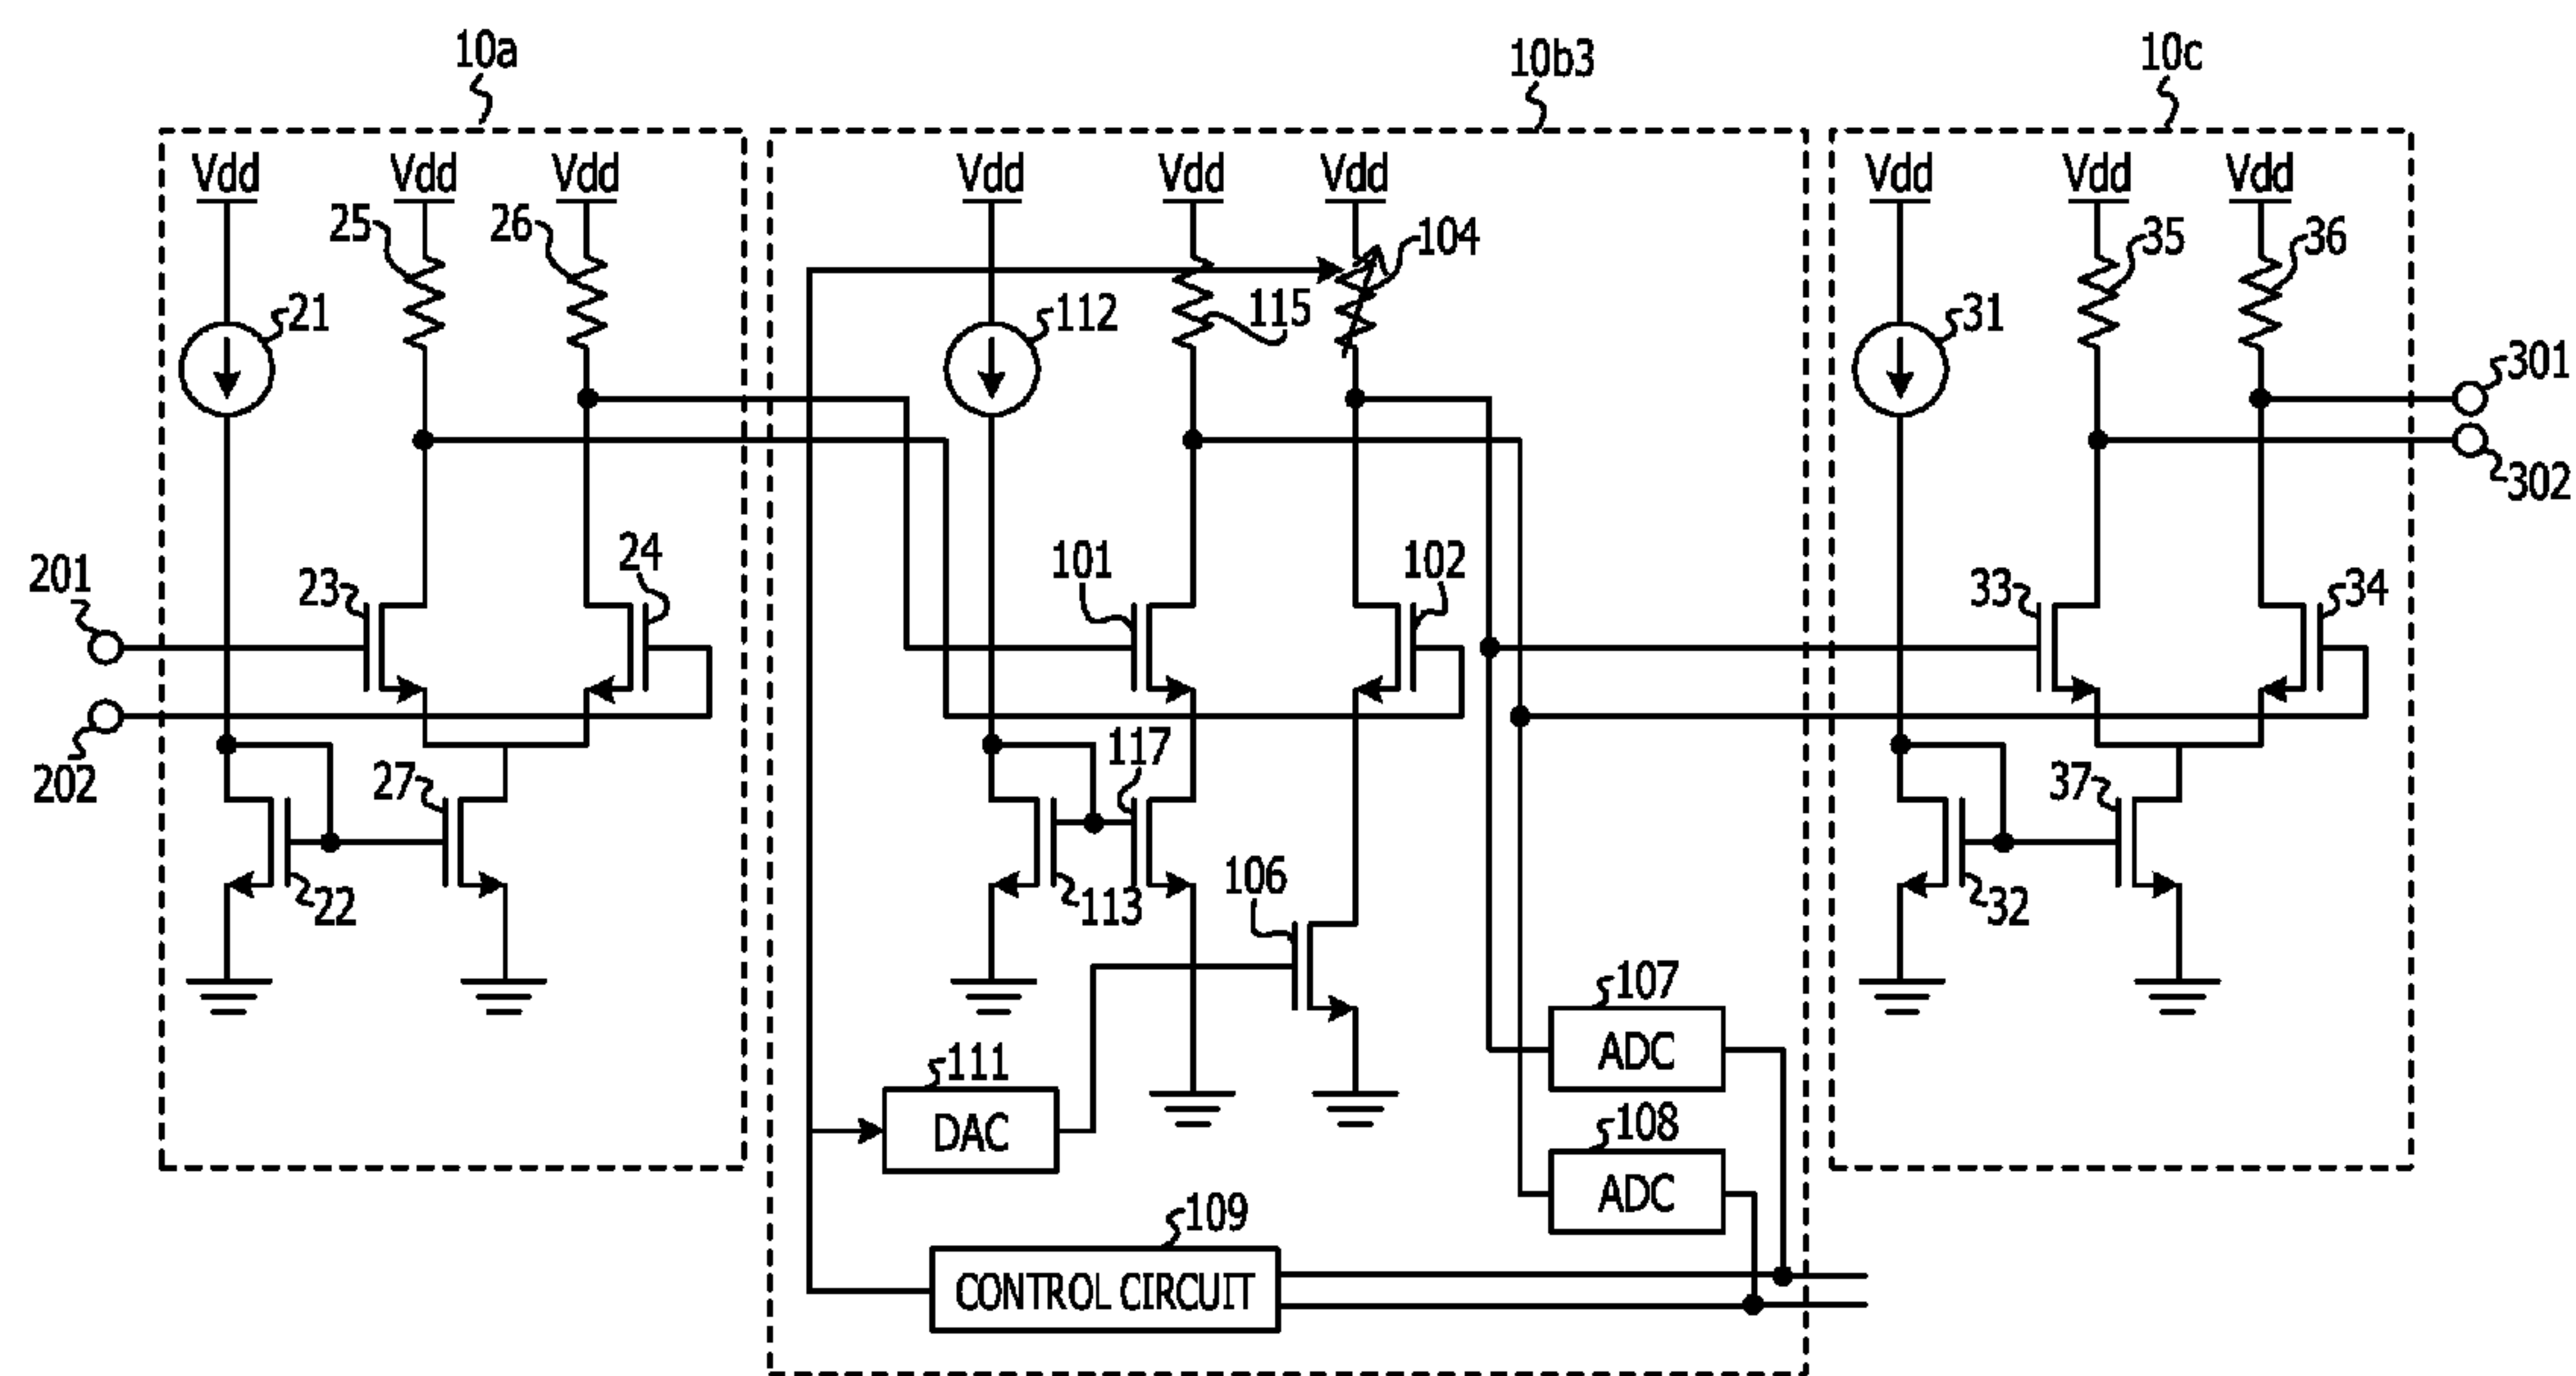 10a
10b3
10c
Vdd
Vdd
Vdd
Vdd
Vdd
Vdd
Vdd
Vdd
Vdd
25
26
104
35
36
21
112
115
31
301
302
201
23
24
101
102
33
34
202
27
117
37
22
113
106
32
107
ADC
111
DAC
108
ADC
109
CONTROL CIRCUIT